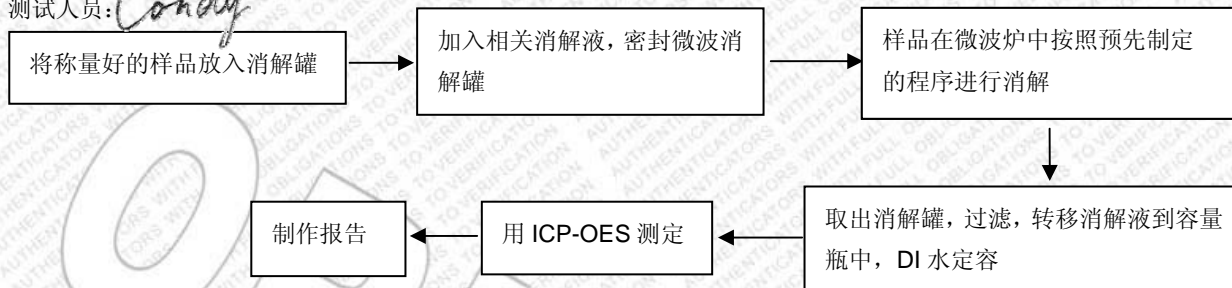 测试人员:
将称量好的样品放入消解罐
加入相关消解液,密封微波消
解罐
样品在微波炉中按照预先制定
的程序进行消解
取出消解罐,过滤,转移消解液到容量
瓶中,DI 水定容
用 ICP-OES 测定
制作报告